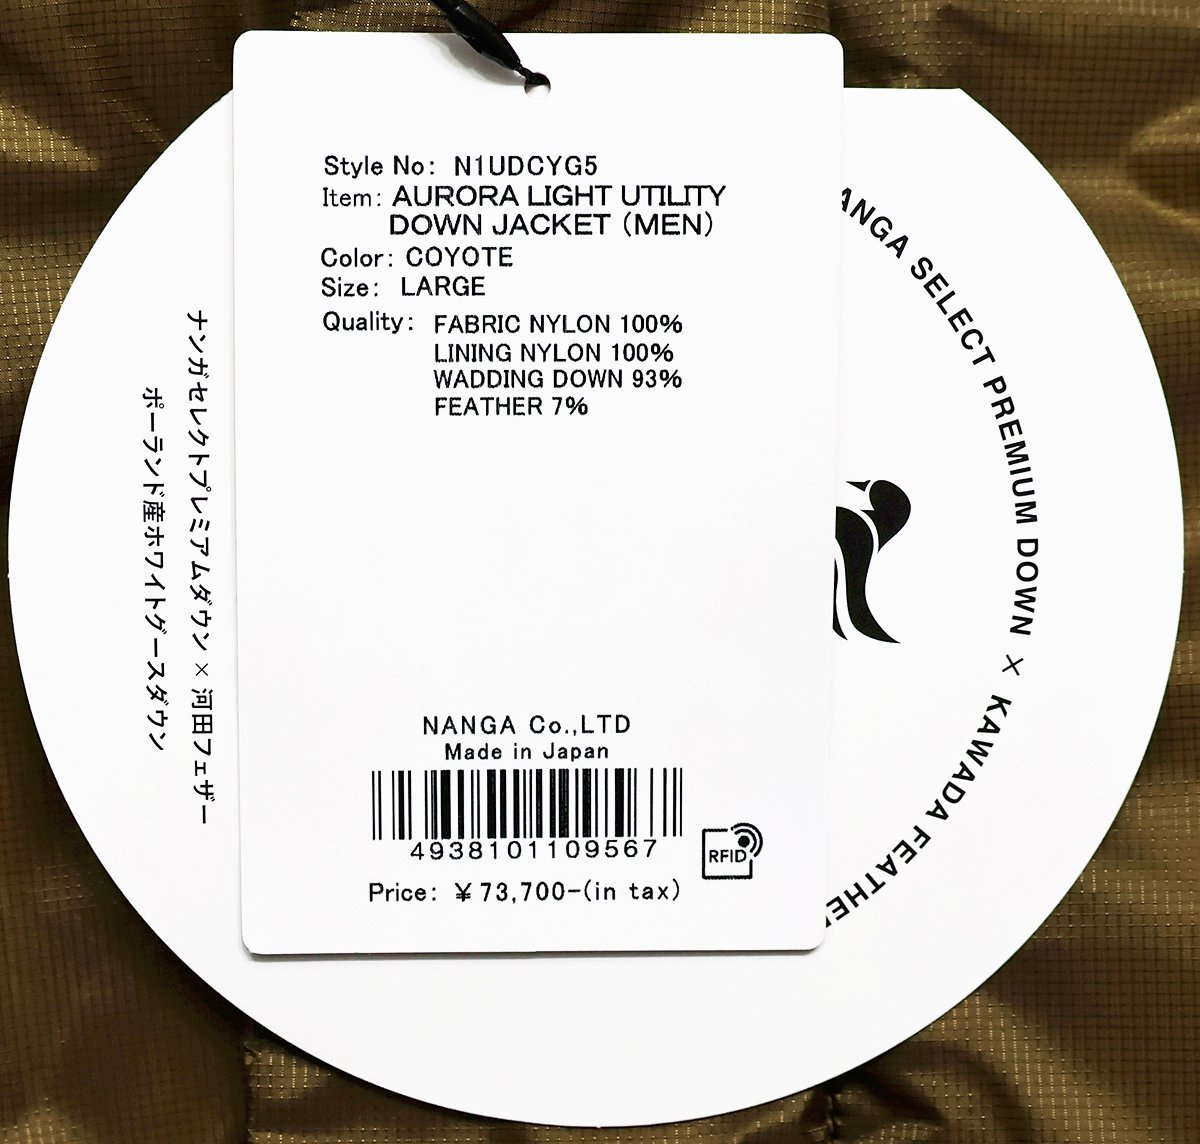 Style No: N1UDCYG5
Item: AURORA LIGHT UTILITY
DOWN JACKET (MEN)
Color: COYOTE
Size: LARGE
Quality: FABRIC NYLON 100%
LINING NYLON 100%
WADDING DOWN 93%
FEATHER 7%
NANGA Co.,LTD
Made in Japan
4938101109567
RFID
Price: ¥73,700-(in tax)
ANGA SELECT PREMIUM DOWN × KAWADA FEATHE
ナンガセレクトプレミアムダウン × 河田フェザー
ポーランド産ホワイトグースダウン